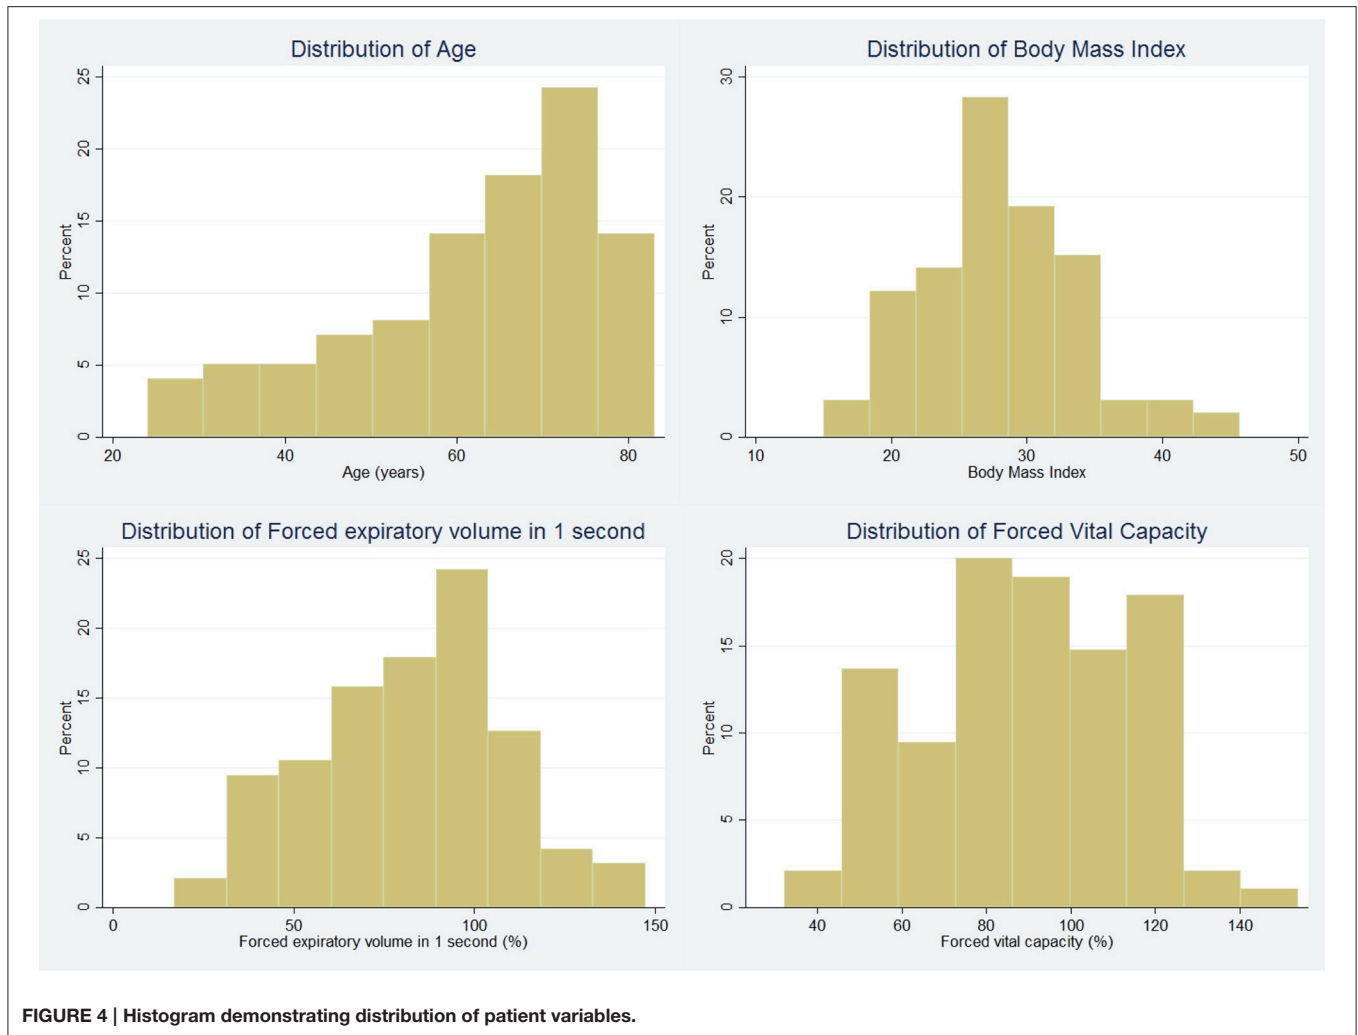 Distribution of Age
25
20
15
10
5
0
Percent
20 40 60 80
Age (years)
Distribution of Body Mass Index
30
20
10
0
Percent
10 20 30 40 50
Body Mass Index
Distribution of Forced expiratory volume in 1 second
25
20
15
10
5
0
Percent
0 50 100 150
Forced expiratory volume in 1 second (%)
Distribution of Forced Vital Capacity
20
15
10
5
0
Percent
40 60 80 100 120 140
Forced vital capacity (%)
FIGURE 4 | Histogram demonstrating distribution of patient variables.